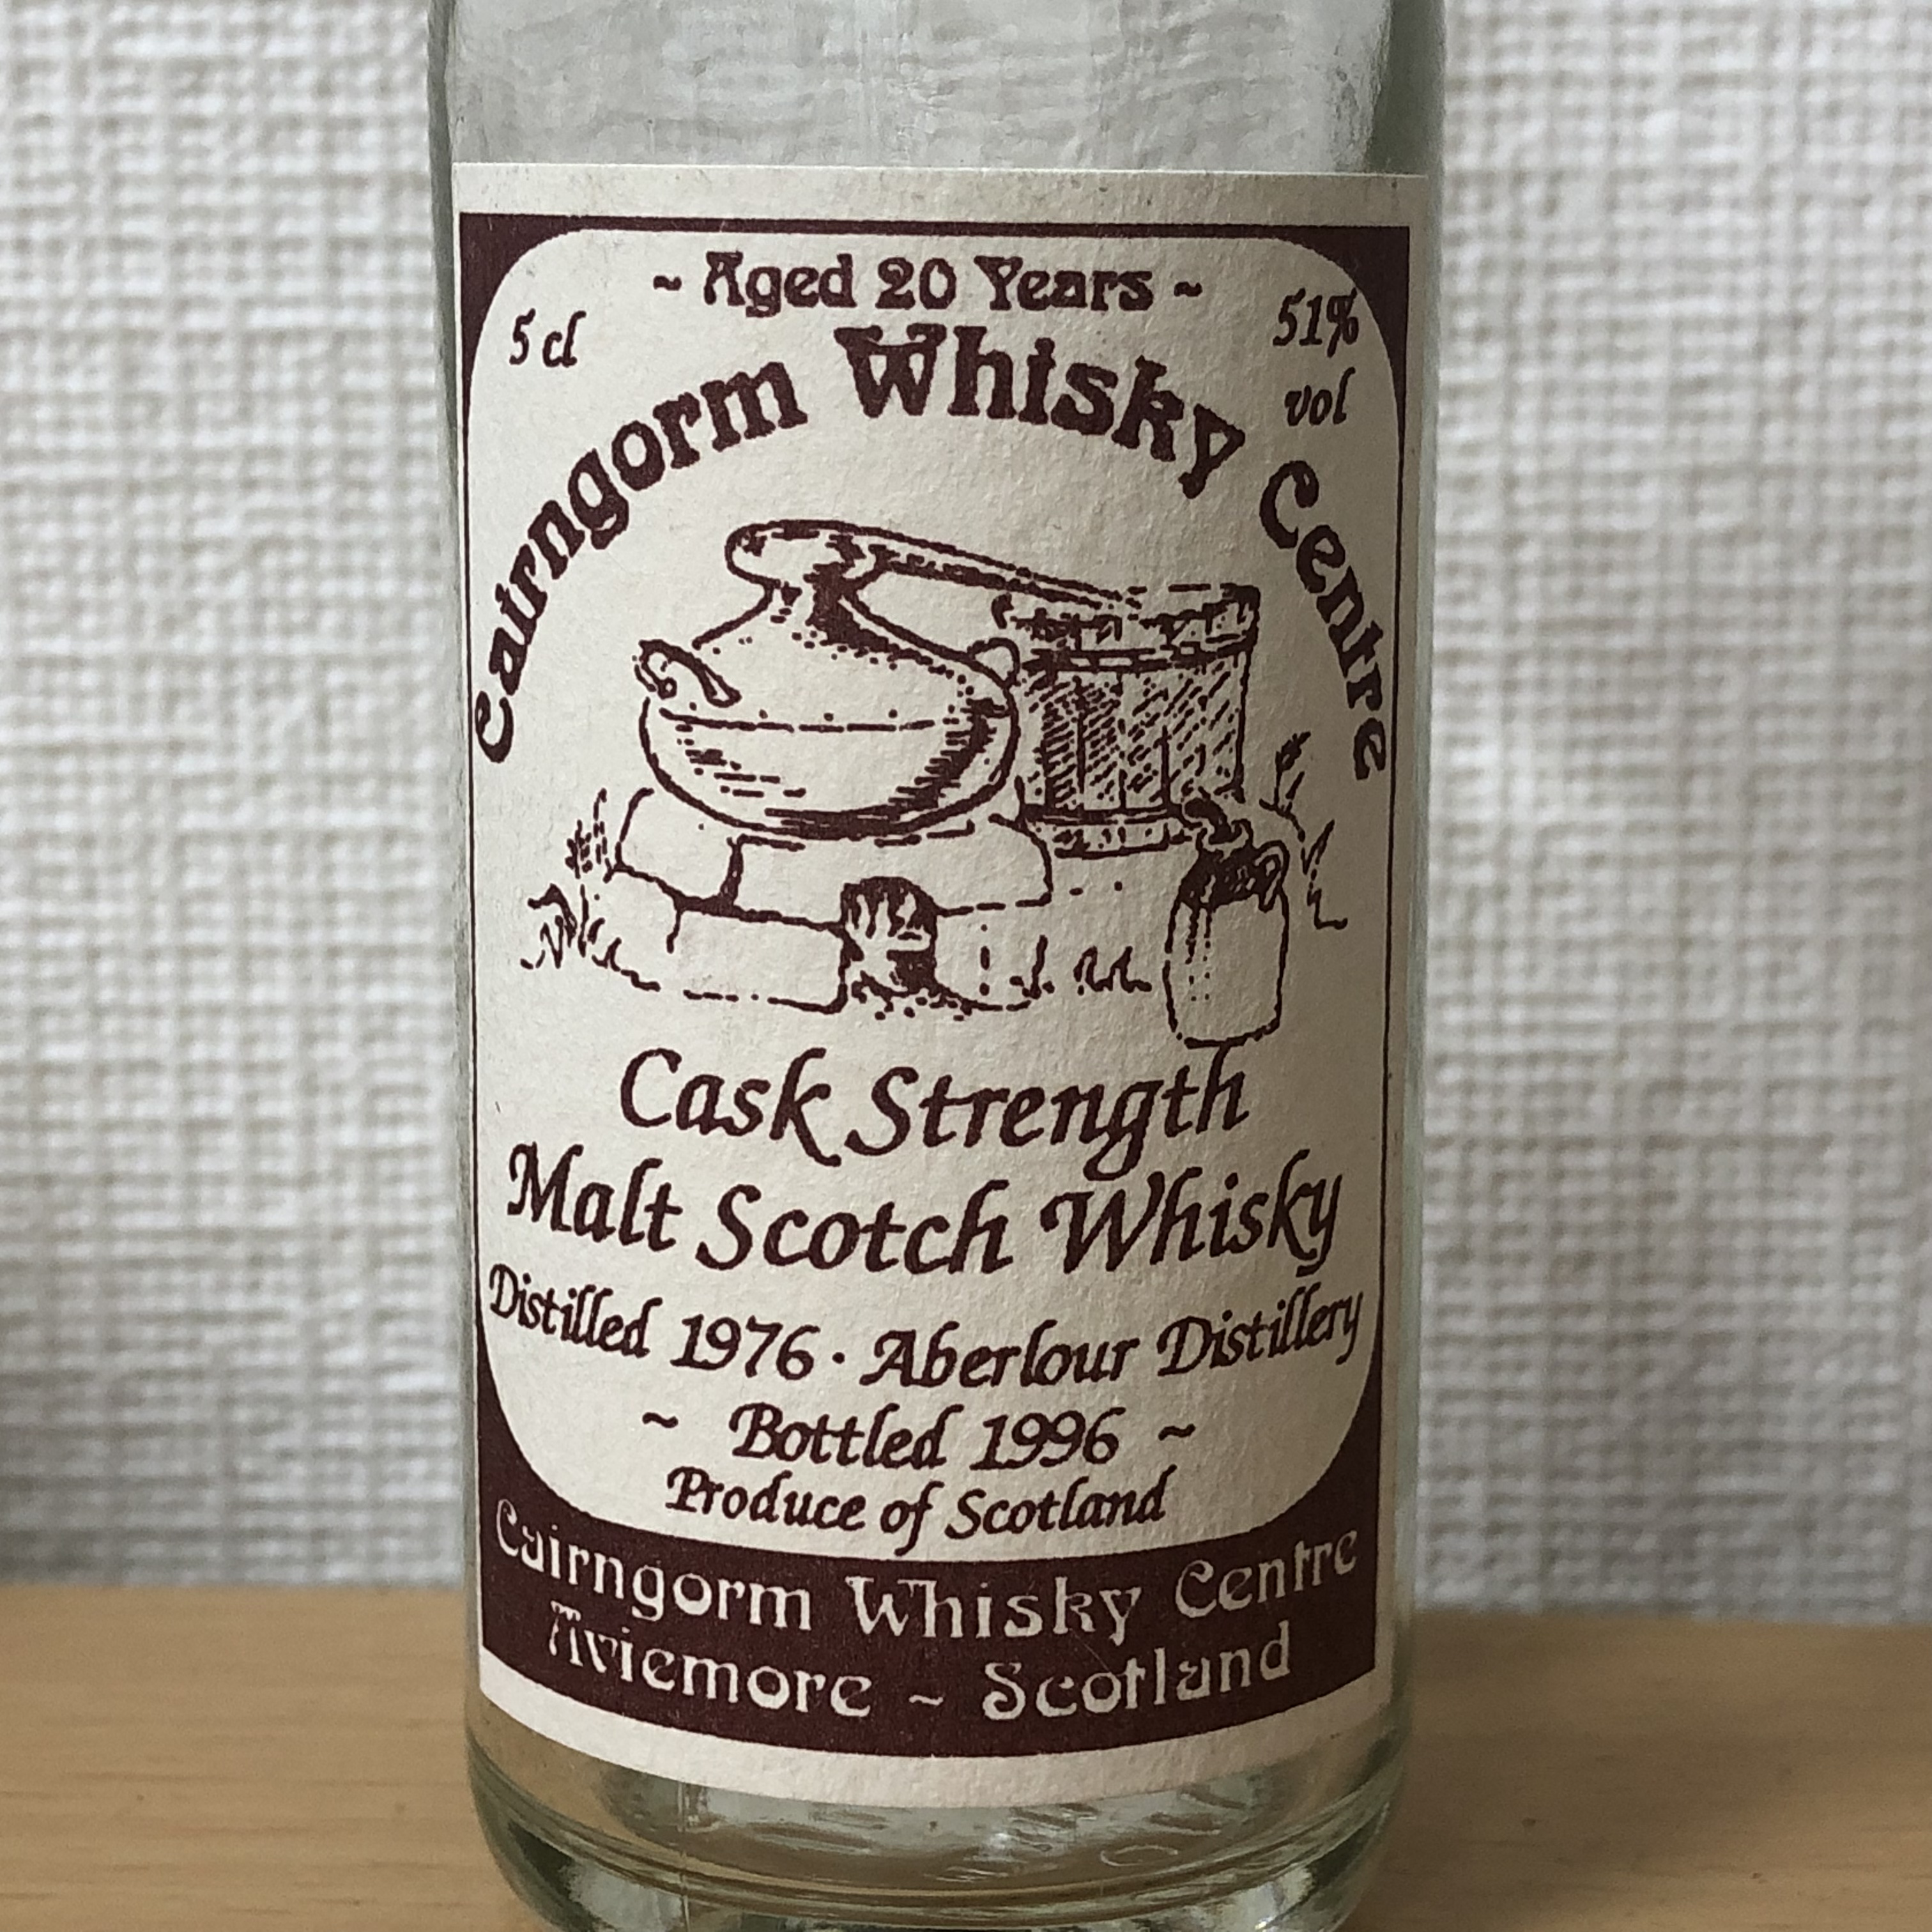 ~ Aged 20 Years ~
5 cl
51%
vol
Cairngorm Whisky Centre
Cask Strength
Malt Scotch Whisky
Distilled 1976 · Aberlour Distillery
~ Bottled 1996 ~
Produce of Scotland
Cairngorm Whisky Centre
Aviemore ~ Scotland